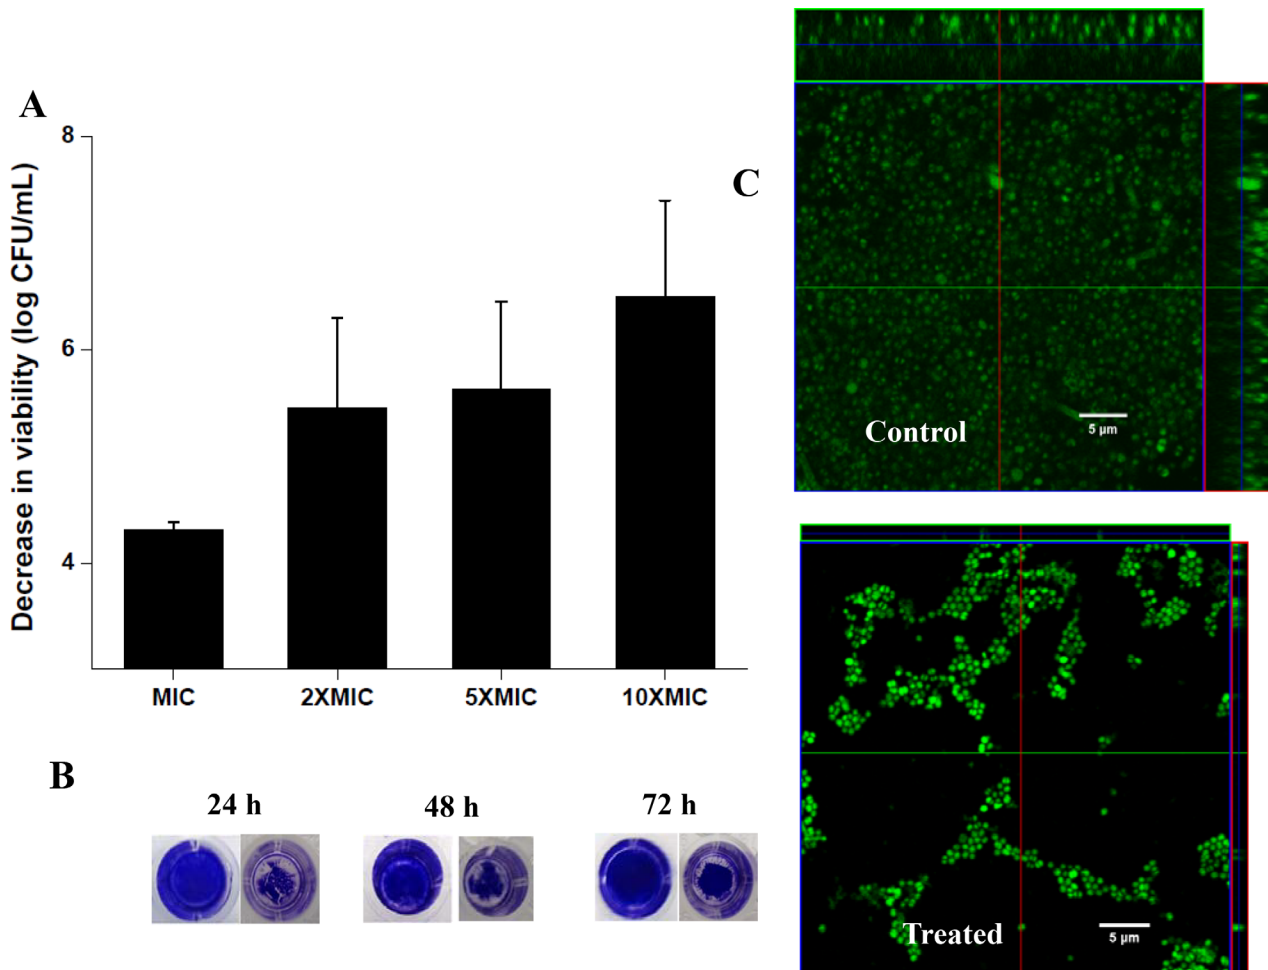 A
8
6
4
Decrease in viability (log CFU/mL)
MIC
2XMIC
5XMIC
10XMIC
B
24 h
48 h
72 h
C
Control
5 µm
Treated
5 µm